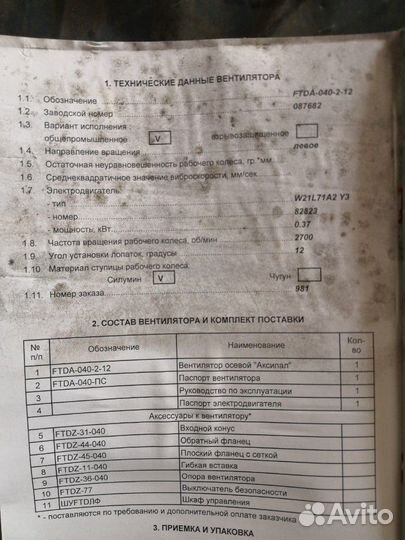 1. ТЕХНИЧЕСКИЕ ДАННЫЕ ВЕНТИЛЯТОРА
1.1. Обозначение FTDA-040-2-12
1.2. Заводской номер 087682
1.3 Вариант исполнения :
общепромышленное V взрывозащищенное
1.4. Направление вращения левое
1.5. Остаточная неуравновешенность рабочего колеса, гр *мм
1.6. Среднеквадратичное значение виброскорости, мм/сек
1.7 Электродвигатель:
- тип W21L71A2 У3
- номер 82823
- мощность, кВт 0.37
1.8. Частота вращения рабочего колеса, об/мин 2700
1.9. Угол установки лопаток, градусы 12
1.10 Материал ступицы рабочего колеса:
Силумин V Чугун
1.11. Номер заказа 981
2. СОСТАВ ВЕНТИЛЯТОРА И КОМПЛЕКТ ПОСТАВКИ
№ п/п Обозначение Наименование Кол-во
1 FTDA-040-2-12 Вентилятор осевой "Аксипал" 1
2 FTDA-040-ПС Паспорт вентилятора 1
3 Руководство по эксплуатации 1
4 Паспорт электродвигателя 1
Аксессуары к вентилятору*
5 FTDZ-31-040 Входной конус
6 FTDZ-44-040 Обратный фланец
7 FTDZ-45-040 Плоский фланец с сеткой
8 FTDZ-11-040 Гибкая вставка
9 FTDZ-36-040 Опора вентилятора
10 FTDZ-77 Выключатель безопасности
11 ШУFTDЛФ Шкаф управления
* - поставляются по требованию и дополнительной оплате заказчика
3. ПРИЕМКА И УПАКОВКА
Avito